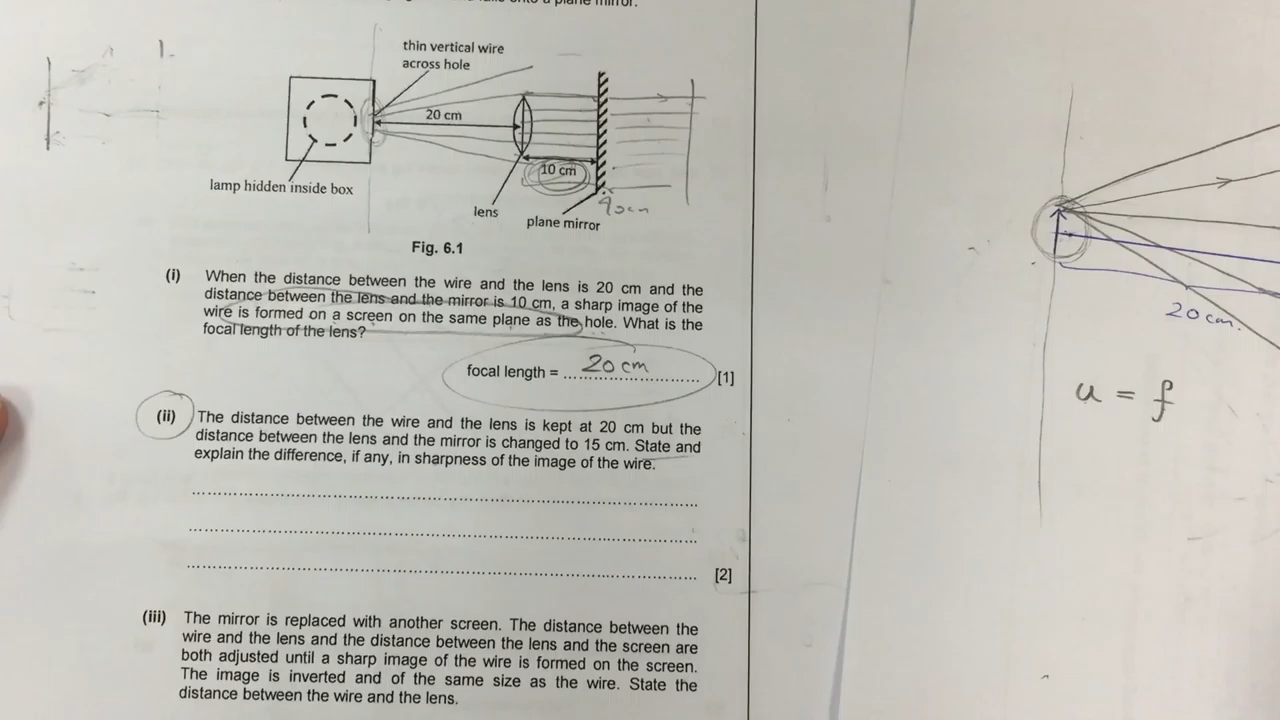 thin vertical wire
across hole
20 cm
10 cm
lamp hidden inside box
lens
plane mirror
Fig. 6.1
(i) When the distance between the wire and the lens is 20 cm and the
distance between the lens and the mirror is 10 cm, a sharp image of the
wire is formed on a screen on the same plane as the hole. What is the
focal length of the lens?
focal length = 20 cm [1]
(ii) The distance between the wire and the lens is kept at 20 cm but the
distance between the lens and the mirror is changed to 15 cm. State and
explain the difference, if any, in sharpness of the image of the wire.
[2]
(iii) The mirror is replaced with another screen. The distance between the
wire and the lens and the distance between the lens and the screen are
both adjusted until a sharp image of the wire is formed on the screen.
The image is inverted and of the same size as the wire. State the
distance between the wire and the lens.
20 cm.
u = f